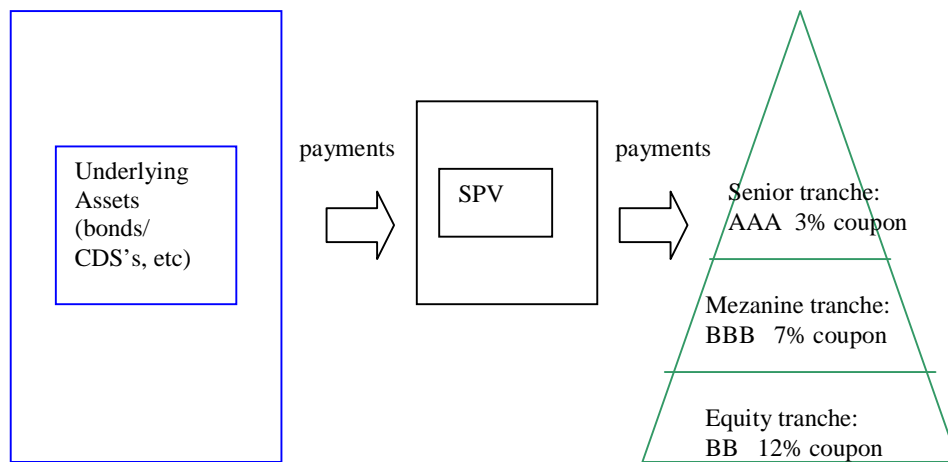 Underlying
Assets
(bonds/
CDS's, etc)
payments
SPV
payments
Senior tranche:
AAA 3% coupon
Mezanine tranche:
BBB 7% coupon
Equity tranche:
BB 12% coupon